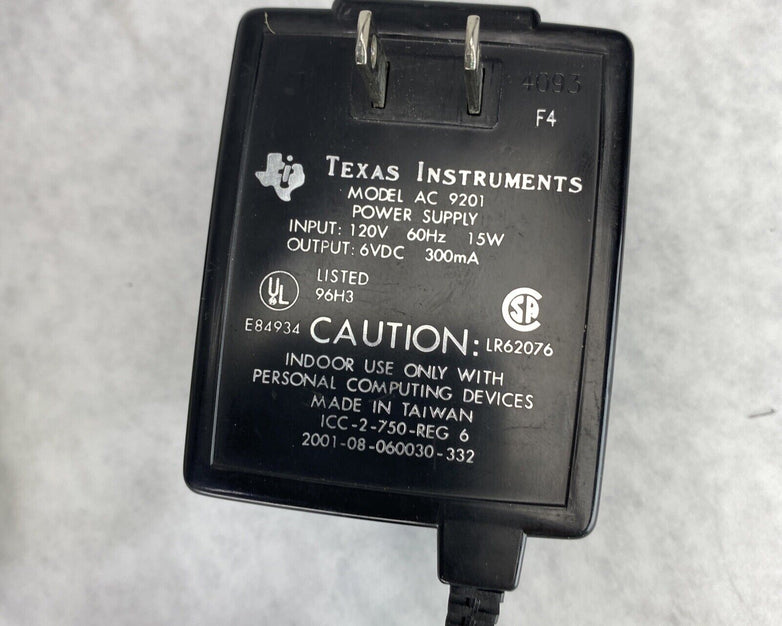 4093
F4
TEXAS INSTRUMENTS
MODEL AC 9201
POWER SUPPLY
INPUT: 120V 60Hz 15W
OUTPUT: 6VDC 300mA
UL
LISTED
96H3
E84934
SA
LR62076
CAUTION:
INDOOR USE ONLY WITH
PERSONAL COMPUTING DEVICES
MADE IN TAIWAN
ICC-2-750-REG 6
2001-08-060030-332